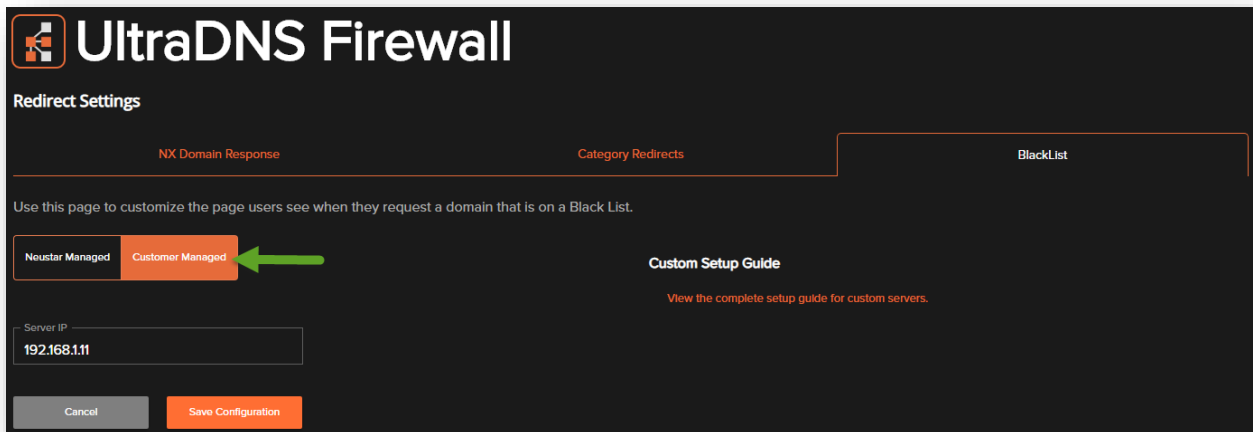 UltraDNS Firewall
Redirect Settings
NX Domain Response
Category Redirects
BlackList
Use this page to customize the page users see when they request a domain that is on a Black List.
Neustar Managed
Customer Managed
Custom Setup Guide
View the complete setup guide for custom servers.
Server IP
192.168.1.11
Cancel
Save Configuration